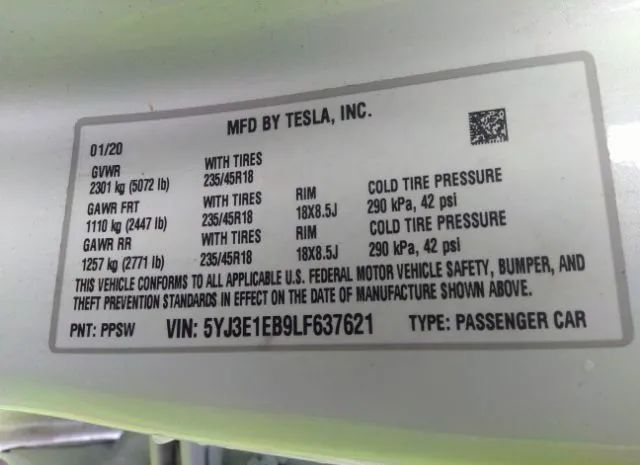 MFD BY TESLA, INC.
01/20
GVWR WITH TIRES
2301 kg (5072 lb) 235/45R18
GAWR FRT WITH TIRES RIM COLD TIRE PRESSURE
1110 kg (2447 lb) 235/45R18 18X8.5J 290 kPa, 42 psi
GAWR RR WITH TIRES RIM COLD TIRE PRESSURE
1257 kg (2771 lb) 235/45R18 18X8.5J 290 kPa, 42 psi
THIS VEHICLE CONFORMS TO ALL APPLICABLE U.S. FEDERAL MOTOR VEHICLE SAFETY, BUMPER, AND
THEFT PREVENTION STANDARDS IN EFFECT ON THE DATE OF MANUFACTURE SHOWN ABOVE.
PNT: PPSW VIN: 5YJ3E1EB9LF637621 TYPE: PASSENGER CAR